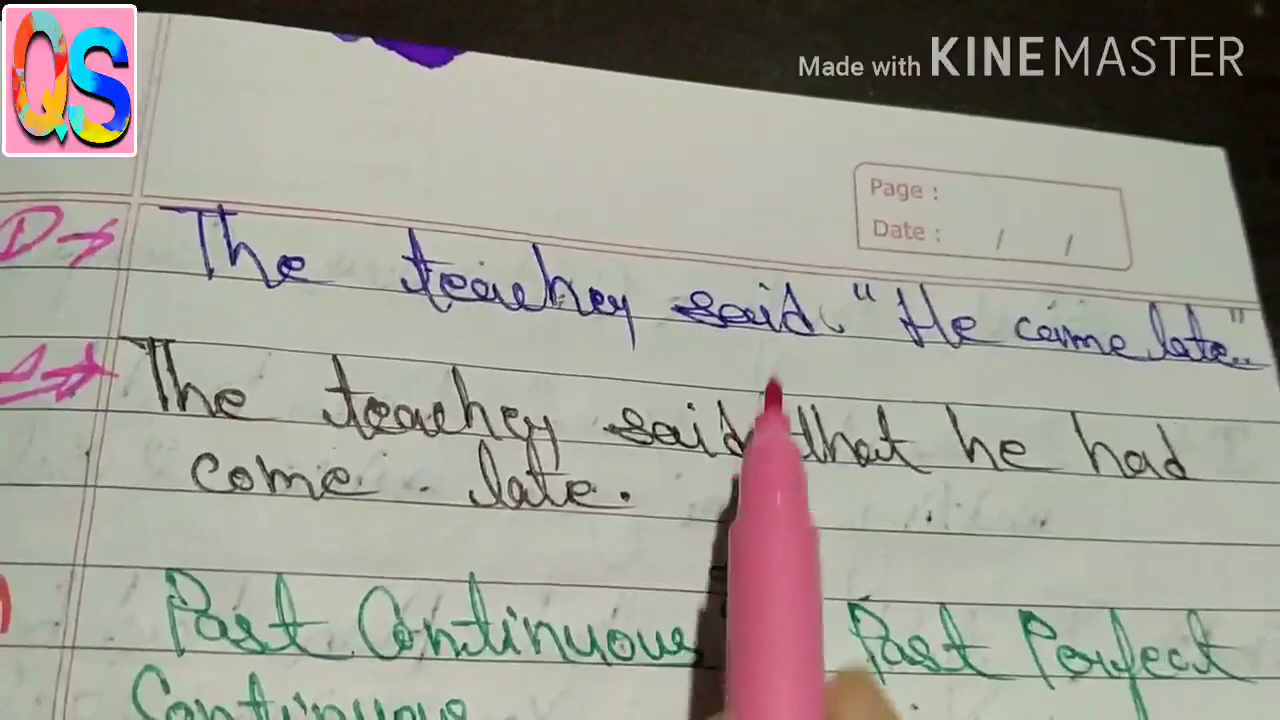 QS
Made with KINEMASTER
Page :
Date : / /
D → The teacher said. "He came late".
The teacher said that he had
come. late.
Past Continuous Past Perfect
Continuous